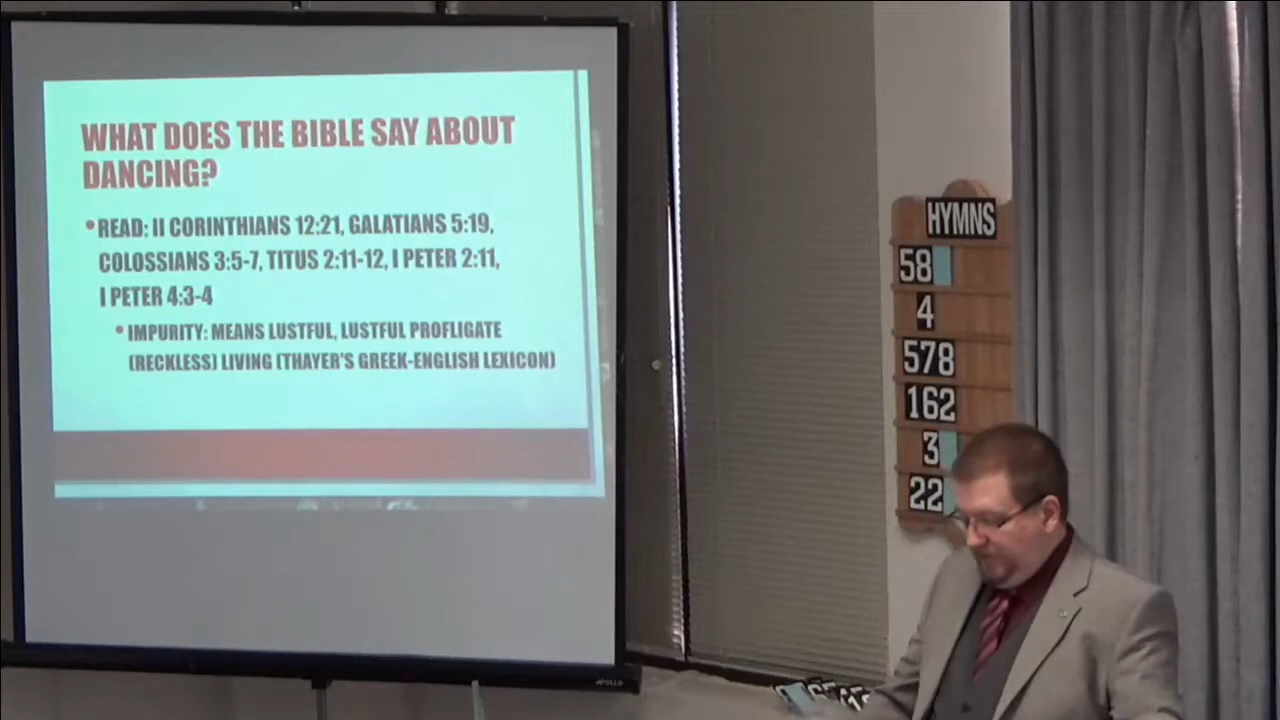 WHAT DOES THE BIBLE SAY ABOUT
DANCING?
•READ: II CORINTHIANS 12:21, GALATIANS 5:19,
COLOSSIANS 3:5-7, TITUS 2:11-12, I PETER 2:11,
I PETER 4:3-4
•IMPURITY: MEANS LUSTFUL, LUSTFUL PROFLIGATE
(RECKLESS) LIVING (THAYER'S GREEK-ENGLISH LEXICON)
APOLLO
HYMNS
58
4
578
162
3
22